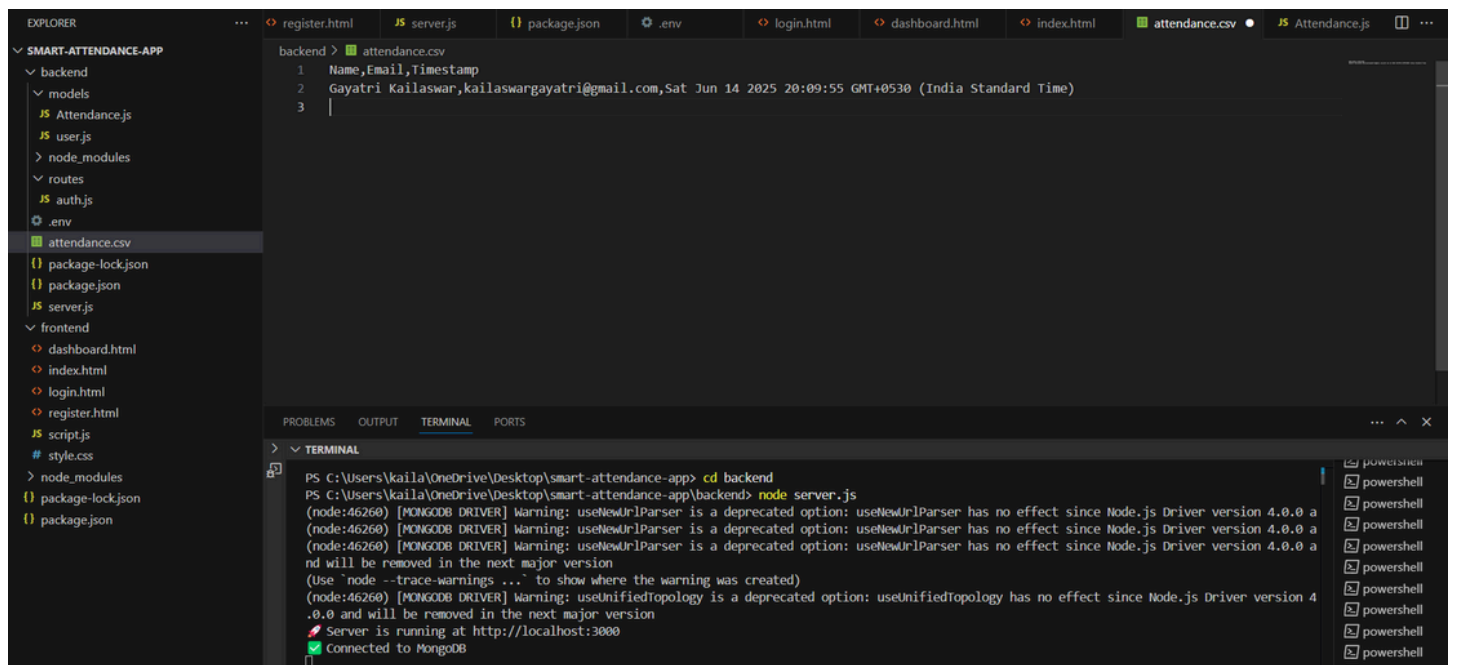 EXPLORER
SMART-ATTENDANCE-APP
backend
models
JS Attendance.js
JS user.js
node_modules
routes
JS auth.js
.env
attendance.csv
{} package-lock.json
{} package.json
JS server.js
frontend
<> dashboard.html
<> index.html
<> login.html
<> register.html
JS script.js
# style.css
node_modules
{} package-lock.json
{} package.json
<> register.html JS server.js {} package.json .env <> login.html <> dashboard.html <> index.html attendance.csv ● JS Attendance.js ...
backend > attendance.csv
1 Name,Email,Timestamp
2 Gayatri Kailaswar,kailaswargayatri@gmail.com,Sat Jun 14 2025 20:09:55 GMT+0530 (India Standard Time)
3
PROBLEMS OUTPUT TERMINAL PORTS
TERMINAL
PS C:\Users\kaila\OneDrive\Desktop\smart-attendance-app> cd backend
PS C:\Users\kaila\OneDrive\Desktop\smart-attendance-app\backend> node server.js
(node:46260) [MONGODB DRIVER] Warning: useNewUrlParser is a deprecated option: useNewUrlParser has no effect since Node.js Driver version 4.0.0 a
(node:46260) [MONGODB DRIVER] Warning: useNewUrlParser is a deprecated option: useNewUrlParser has no effect since Node.js Driver version 4.0.0 a
(node:46260) [MONGODB DRIVER] Warning: useNewUrlParser is a deprecated option: useNewUrlParser has no effect since Node.js Driver version 4.0.0 a
nd will be removed in the next major version
(Use `node --trace-warnings ...` to show where the warning was created)
(node:46260) [MONGODB DRIVER] Warning: useUnifiedTopology is a deprecated option: useUnifiedTopology has no effect since Node.js Driver version 4
.0.0 and will be removed in the next major version
🚀 Server is running at http://localhost:3000
✅ Connected to MongoDB
powershell
powershell
powershell
powershell
powershell
powershell
powershell
powershell
powershell
powershell